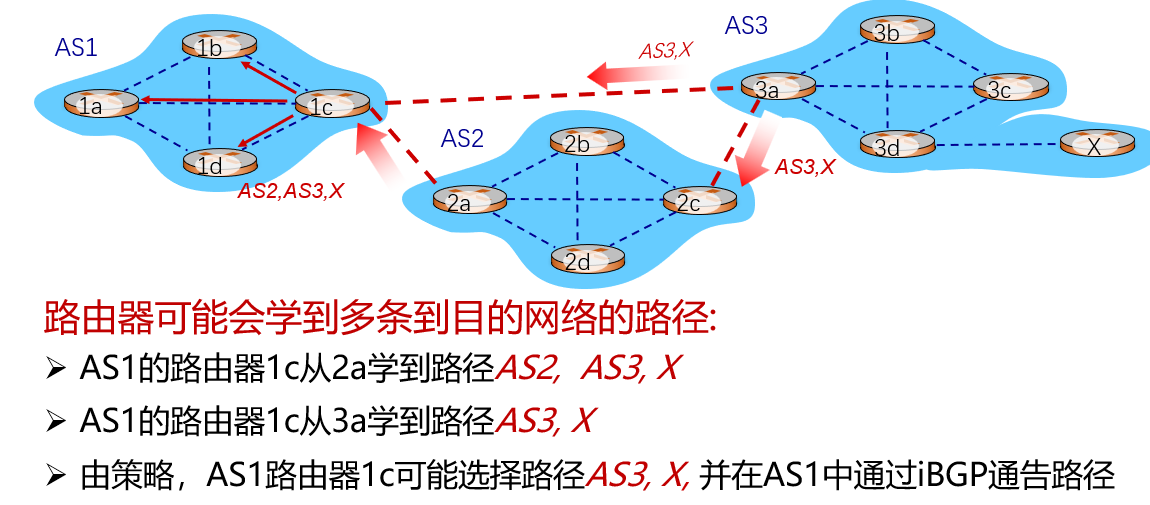 AS1
1b
1a
1c
1d
AS2,AS3,X
AS2
2b
2a
2c
2d
AS3,X
AS3
3b
3a
3c
3d
X
AS3,X
路由器可能会学到多条到目的网络的路径:
➢ AS1的路由器1c从2a学到路径AS2, AS3, X
➢ AS1的路由器1c从3a学到路径AS3, X
➢ 由策略，AS1路由器1c可能选择路径AS3, X, 并在AS1中通过iBGP通告路径